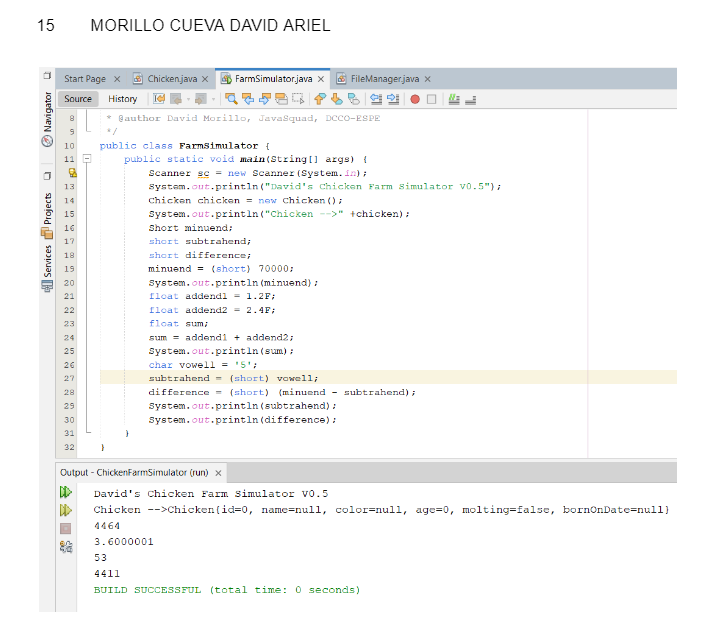 15 MORILLO CUEVA DAVID ARIEL
Start Page × Chicken.java × FarmSimulator.java × FileManager.java ×
Source History
Navigator
Projects
Services
8 * @author David Morillo, JavaSquad, DCCO-ESPE
9 */
10 public class FarmSimulator {
11 public static void main(String[] args) {
Scanner sc = new Scanner(System.in);
13 System.out.println("David's Chicken Farm Simulator V0.5");
14 Chicken chicken = new Chicken();
15 System.out.println("Chicken -->" +chicken);
16 Short minuend;
17 short subtrahend;
18 short difference;
19 minuend = (short) 70000;
20 System.out.println(minuend);
21 float addend1 = 1.2F;
22 float addend2 = 2.4F;
23 float sum;
24 sum = addend1 + addend2;
25 System.out.println(sum);
26 char vowell = '5';
27 subtrahend = (short) vowell;
28 difference = (short) (minuend - subtrahend);
29 System.out.println(subtrahend);
30 System.out.println(difference);
31 }
32 }
Output - ChickenFarmSimulator (run) ×
David's Chicken Farm Simulator V0.5
Chicken -->Chicken{id=0, name=null, color=null, age=0, molting=false, bornOnDate=null}
4464
3.6000001
53
4411
BUILD SUCCESSFUL (total time: 0 seconds)